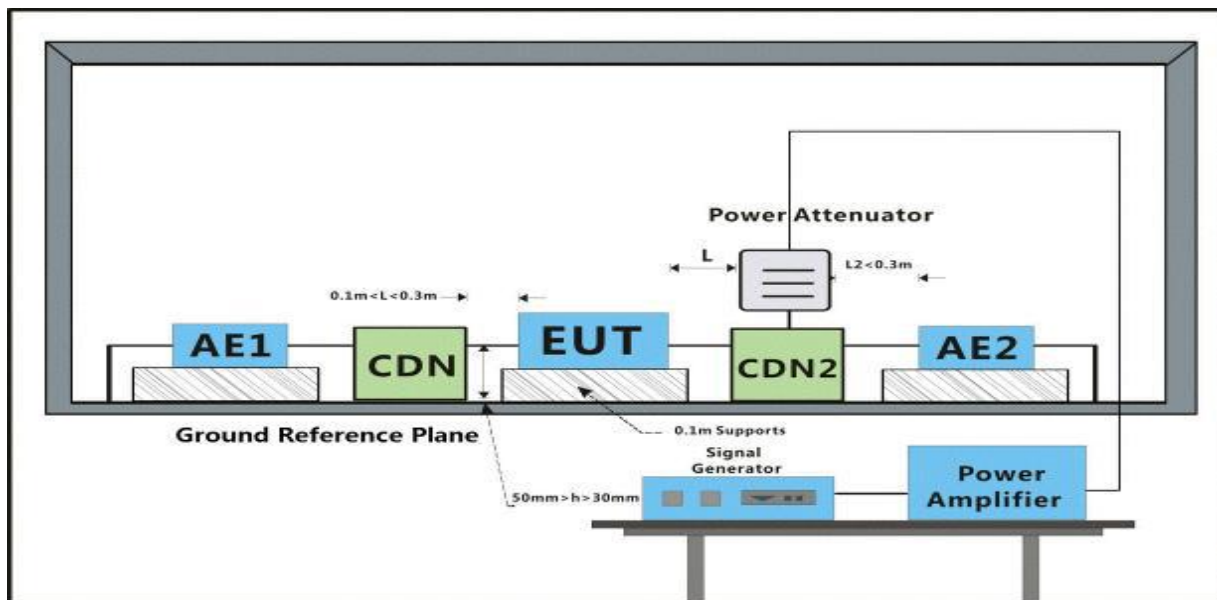 Power Attenuator
L
L2<0.3m
0.1m<L<0.3m
AE1
CDN
EUT
CDN2
AE2
Ground Reference Plane
0.1m Supports
Signal
Generator
50mm>h>30mm
Power
Amplifier